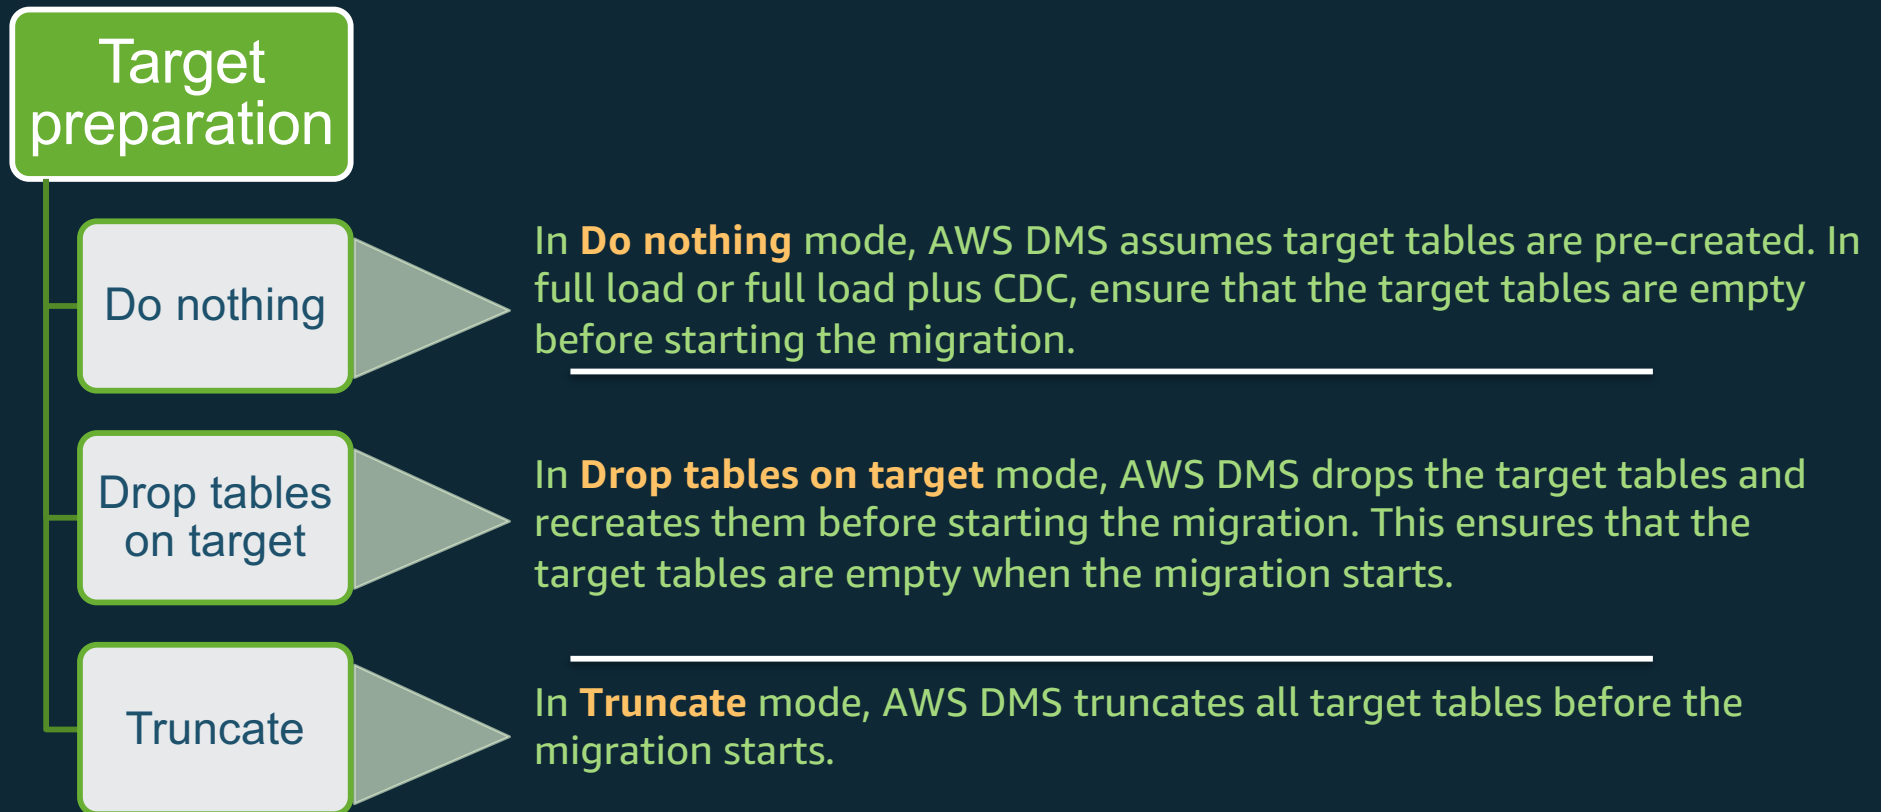 Target
preparation
Do nothing
In Do nothing mode, AWS DMS assumes target tables are pre-created. In
full load or full load plus CDC, ensure that the target tables are empty
before starting the migration.
Drop tables
on target
In Drop tables on target mode, AWS DMS drops the target tables and
recreates them before starting the migration. This ensures that the
target tables are empty when the migration starts.
Truncate
In Truncate mode, AWS DMS truncates all target tables before the
migration starts.